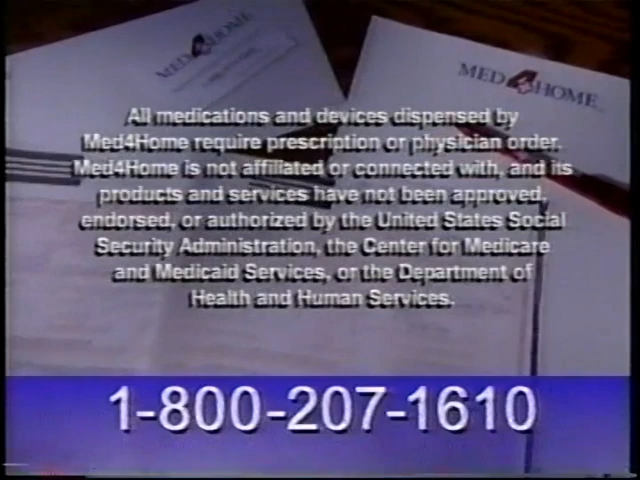 MED4HOME
MED4HOME
All medications and devices dispensed by
Med4Home require prescription or physician order.
Med4Home is not affiliated or connected with, and its
products and services have not been approved,
endorsed, or authorized by the United States Social
Security Administration, the Center for Medicare
and Medicaid Services, or the Department of
Health and Human Services.
1-800-207-1610